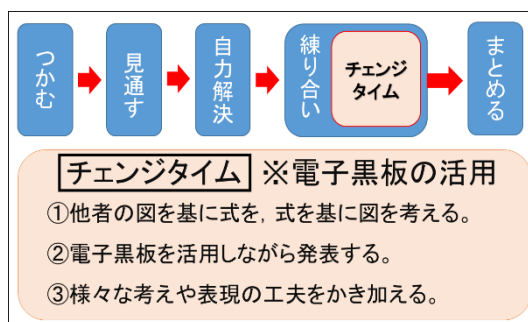 つかむ
見通す
自力解決
練り合い
チェンジ
タイム
まとめる
チェンジタイム ※電子黒板の活用
①他者の図を基に式を，式を基に図を考える。
②電子黒板を活用しながら発表する。
③様々な考えや表現の工夫をかき加える。